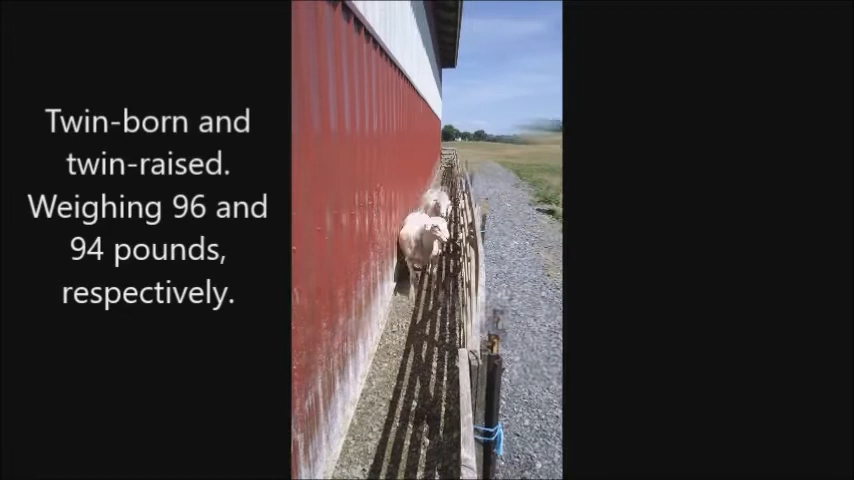 Twin-born and
twin-raised.
Weighing 96 and
94 pounds,
respectively.